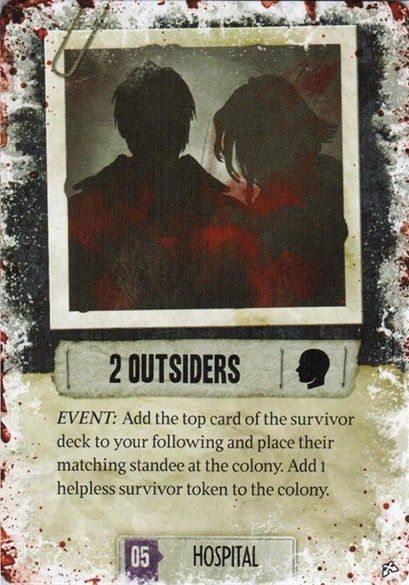 2 OUTSIDERS
EVENT: Add the top card of the survivor
deck to your following and place their
matching standee at the colony. Add 1
helpless survivor token to the colony.
05 HOSPITAL